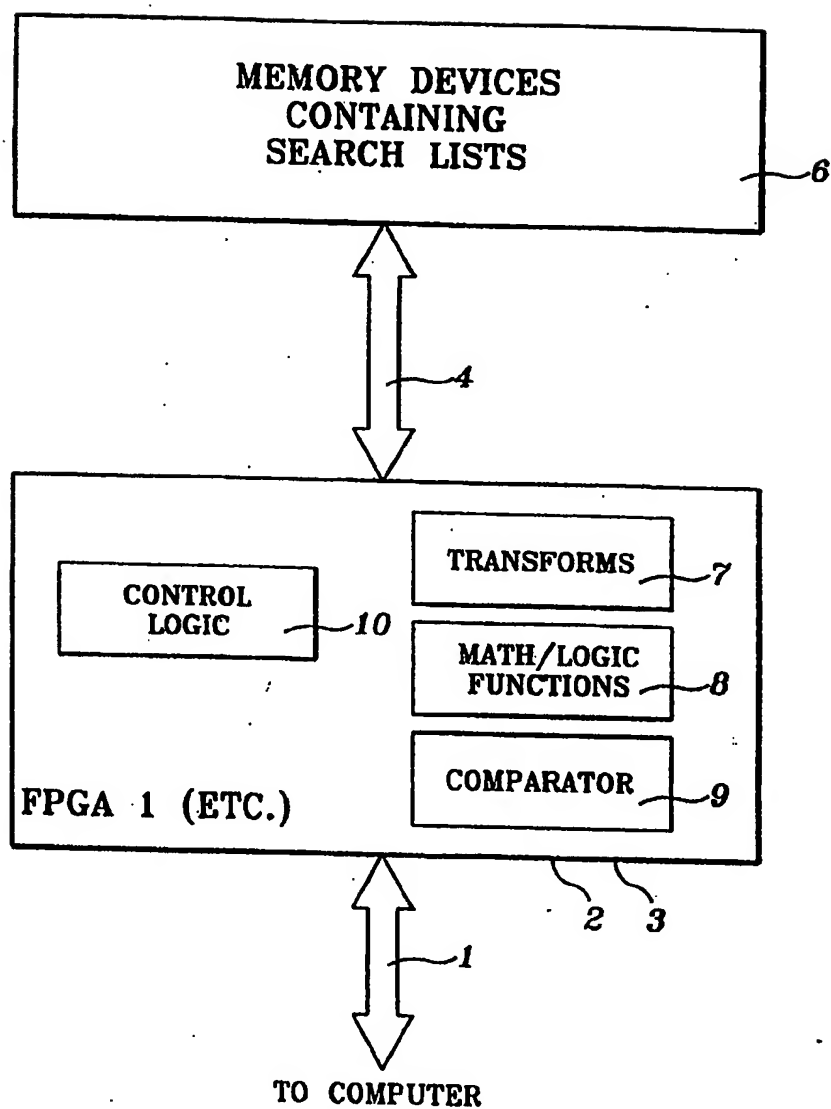 MEMORY DEVICES
CONTAINING
SEARCH LISTS
6
4
TRANSFORMS
7
CONTROL
LOGIC
10
MATH/LOGIC
FUNCTIONS
8
COMPARATOR
9
FPGA 1 (ETC.)
2
3
1
TO COMPUTER